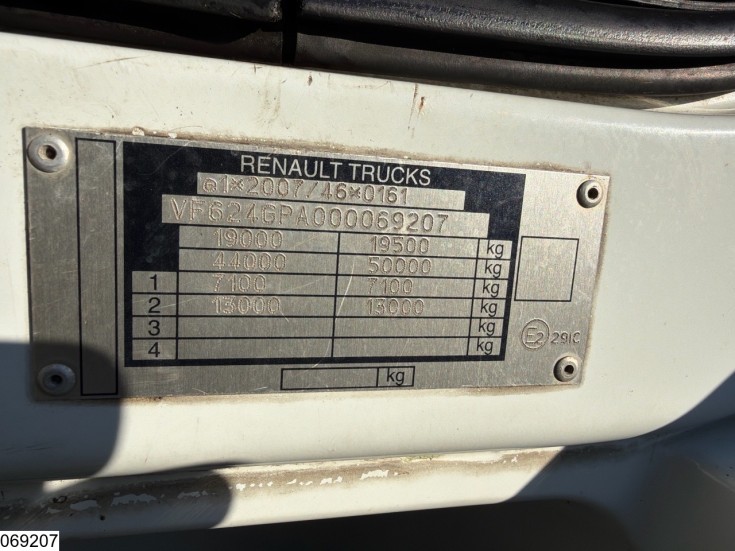 RENAULT TRUCKS
e1*2007/46*0161
VF624GPA000069207
19000 19500 kg
44000 50000 kg
1 7100 7100 kg
2 13000 13000 kg
3 kg
4 kg
kg
E2 29IC
069207